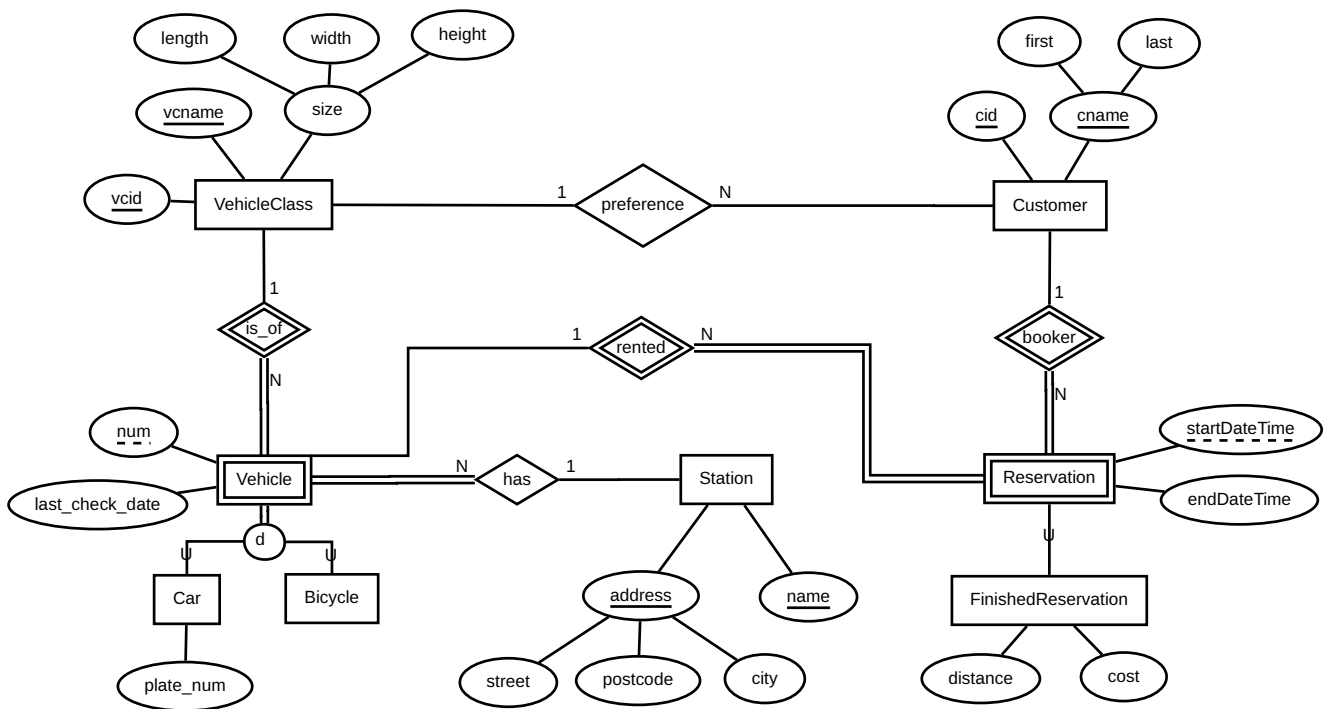 length
width
height
first
last
vcname
size
cid
cname
vcid
VehicleClass
1
preference
N
Customer
1
is_of
N
1
rented
N
1
booker
N
num
last_check_date
Vehicle
N
has
1
Station
Reservation
startDateTime
endDateTime
d
U
U
U
Car
Bicycle
address
name
FinishedReservation
plate_num
street
postcode
city
distance
cost